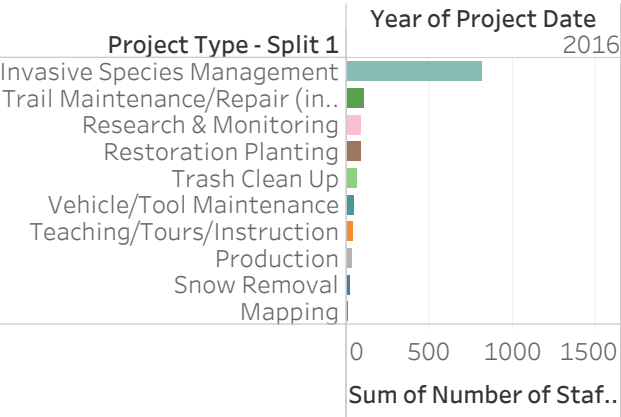 Year of Project Date
Project Type - Split 1
2016
Invasive Species Management
Trail Maintenance/Repair (in..
Research & Monitoring
Restoration Planting
Trash Clean Up
Vehicle/Tool Maintenance
Teaching/Tours/Instruction
Production
Snow Removal
Mapping
0 500 1000 1500
Sum of Number of Staf..